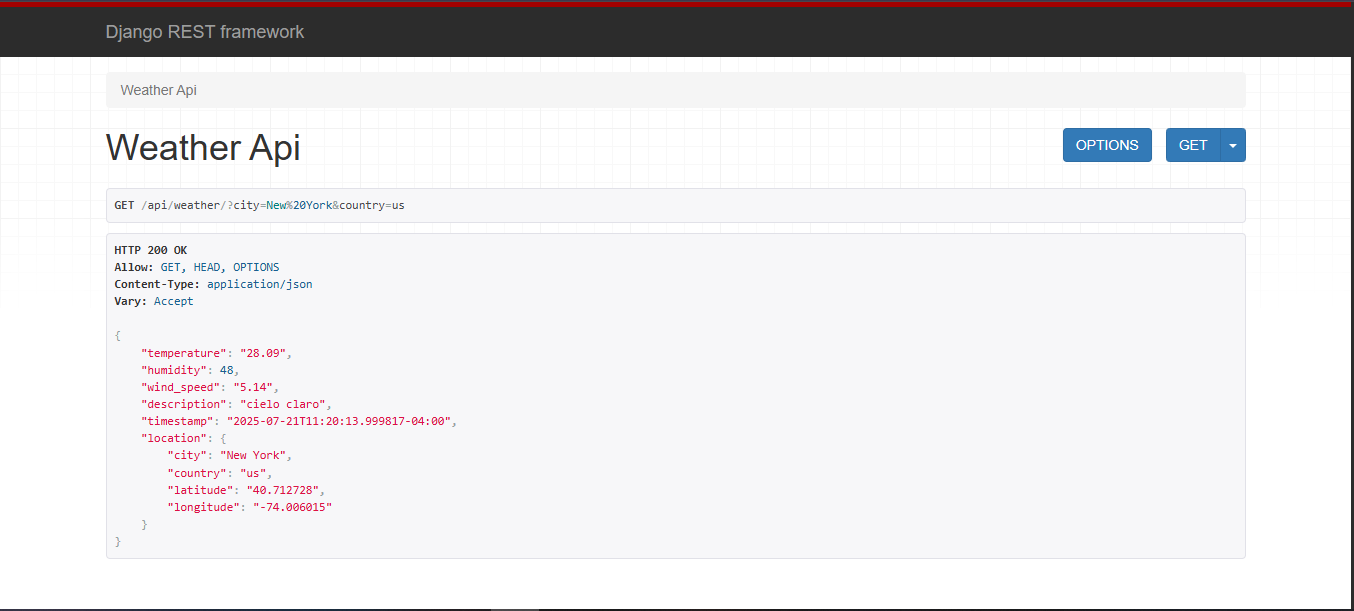 Django REST framework
Weather Api
Weather Api
OPTIONS
GET
GET /api/weather/?city=New%20York&country=us
HTTP 200 OK
Allow: GET, HEAD, OPTIONS
Content-Type: application/json
Vary: Accept
{
    "temperature": "28.09",
    "humidity": 48,
    "wind_speed": "5.14",
    "description": "cielo claro",
    "timestamp": "2025-07-21T11:20:13.999817-04:00",
    "location": {
        "city": "New York",
        "country": "us",
        "latitude": "40.712728",
        "longitude": "-74.006015"
    }
}